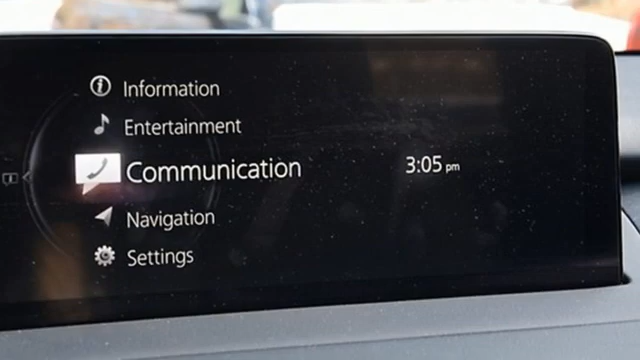 Information
Entertainment
Communication
3:05 pm
Navigation
Settings